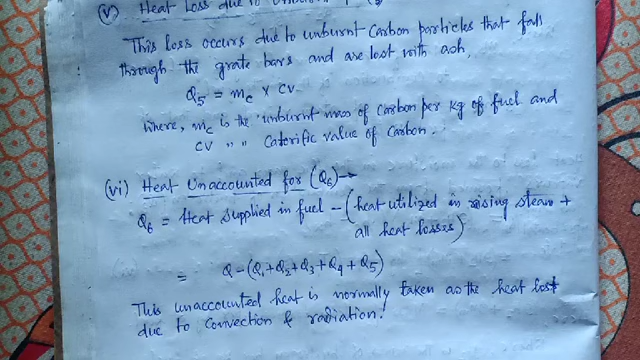 (v) Heat Loss due to
This loss occurs due to unburnt Carbon particles that fall
through the grate bars and are lost with ash,
Q5 = mc x CV
where, mc is the unburnt mass of Carbon per kg of fuel and
CV " " Calorific value of Carbon.
(vi) Heat Unaccounted for (Q6) →
Q6 = Heat supplied in fuel - (heat utilized in raising steam +
all heat losses)
= Q - (Q1 + Q2 + Q3 + Q4 + Q5)
This unaccounted heat is normally taken as the heat lost
due to Convection & radiation.